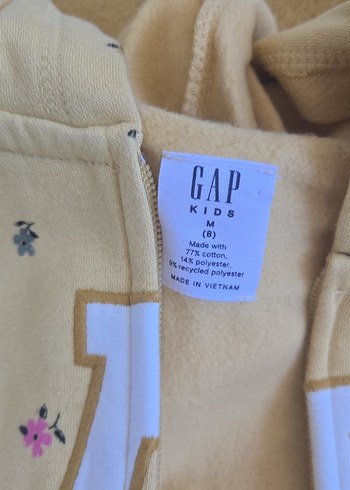 GAP
KIDS
M
(8)
Made with
77% cotton,
14% polyester,
9% recycled polyester
MADE IN VIETNAM